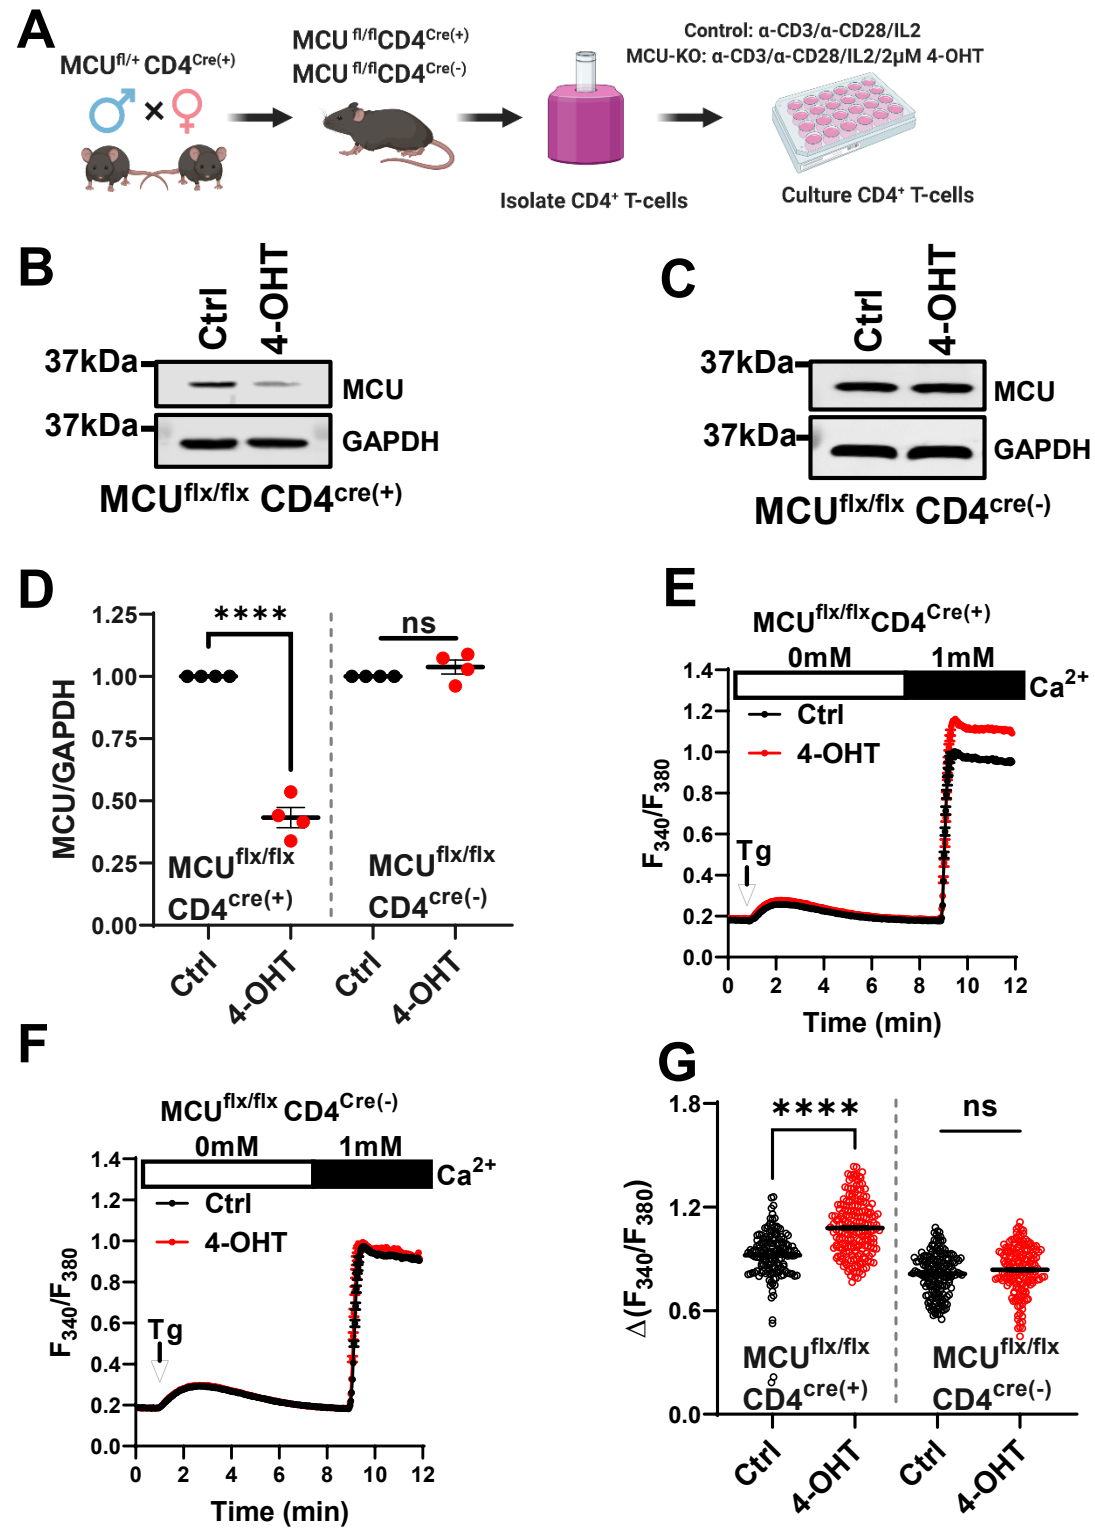 A
MCUfl/+ CD4Cre(+)
MCU fl/flCD4Cre(+)
MCU fl/flCD4Cre(-)
Control: α-CD3/α-CD28/IL2
MCU-KO: α-CD3/α-CD28/IL2/2μM 4-OHT
Isolate CD4+ T-cells
Culture CD4+ T-cells
B
Ctrl
4-OHT
37kDa
MCU
37kDa
GAPDH
MCUflx/flx CD4cre(+)
C
Ctrl
4-OHT
37kDa
MCU
37kDa
GAPDH
MCUflx/flx CD4cre(-)
D
MCU/GAPDH
1.25
1.00
0.75
0.50
0.25
0.00
****
ns
MCUflx/flx
CD4cre(+)
MCUflx/flx
CD4cre(-)
Ctrl
4-OHT
Ctrl
4-OHT
E
MCUflx/flxCD4Cre(+)
0mM
1mM
Ca2+
Ctrl
4-OHT
F340/F380
1.4
1.2
1.0
0.8
0.6
0.4
0.2
0.0
Tg
0 2 4 6 8 10 12
Time (min)
F
MCUflx/flx CD4Cre(-)
0mM
1mM
Ca2+
Ctrl
4-OHT
F340/F380
1.4
1.2
1.0
0.8
0.6
0.4
0.2
0.0
Tg
0 2 4 6 8 10 12
Time (min)
G
Δ(F340/F380)
1.8
1.2
0.6
0.0
****
ns
MCUflx/flx
CD4cre(+)
MCUflx/flx
CD4cre(-)
Ctrl
4-OHT
Ctrl
4-OHT